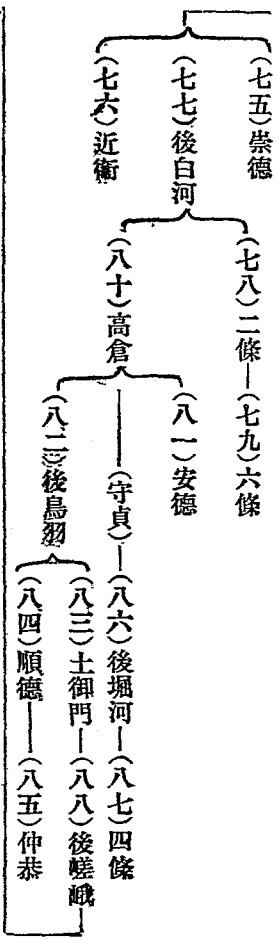 （七五）崇德
（七七）後白河
（七六）近衞
（七八）二條—（七九）六條
（八十）高倉
（八一）安德
（守貞）—（八六）後堀河—（八七）四條
（八二）後鳥羽
（八三）土御門—（八八）後嵯峨
（八四）順德—（八五）仲恭